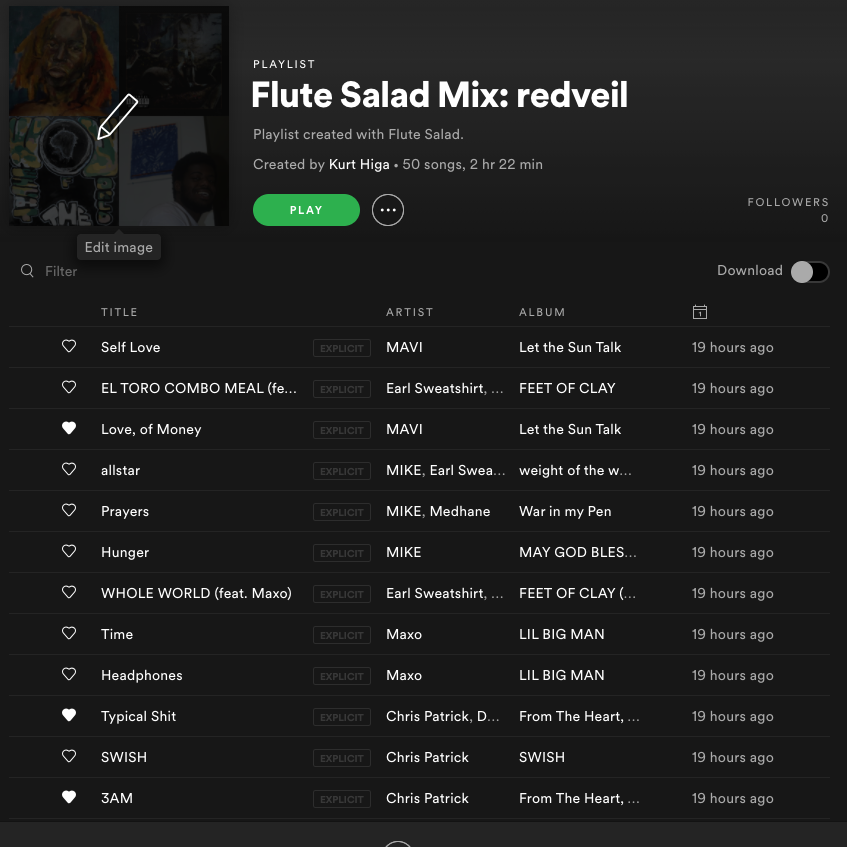 PLAYLIST
Flute Salad Mix: redveil
Playlist created with Flute Salad.
Created by Kurt Higa • 50 songs, 2 hr 22 min
PLAY
FOLLOWERS
0
THE
Edit image
Filter
Download
TITLE ARTIST ALBUM
1
Self Love EXPLICIT MAVI Let the Sun Talk 19 hours ago
EL TORO COMBO MEAL (fe... EXPLICIT Earl Sweatshirt, ... FEET OF CLAY 19 hours ago
Love, of Money EXPLICIT MAVI Let the Sun Talk 19 hours ago
allstar EXPLICIT MIKE, Earl Swea... weight of the w... 19 hours ago
Prayers EXPLICIT MIKE, Medhane War in my Pen 19 hours ago
Hunger EXPLICIT MIKE MAY GOD BLES... 19 hours ago
WHOLE WORLD (feat. Maxo) EXPLICIT Earl Sweatshirt, ... FEET OF CLAY (... 19 hours ago
Time EXPLICIT Maxo LIL BIG MAN 19 hours ago
Headphones EXPLICIT Maxo LIL BIG MAN 19 hours ago
Typical Shit EXPLICIT Chris Patrick, D... From The Heart, ... 19 hours ago
SWISH EXPLICIT Chris Patrick SWISH 19 hours ago
3AM EXPLICIT Chris Patrick From The Heart, ... 19 hours ago